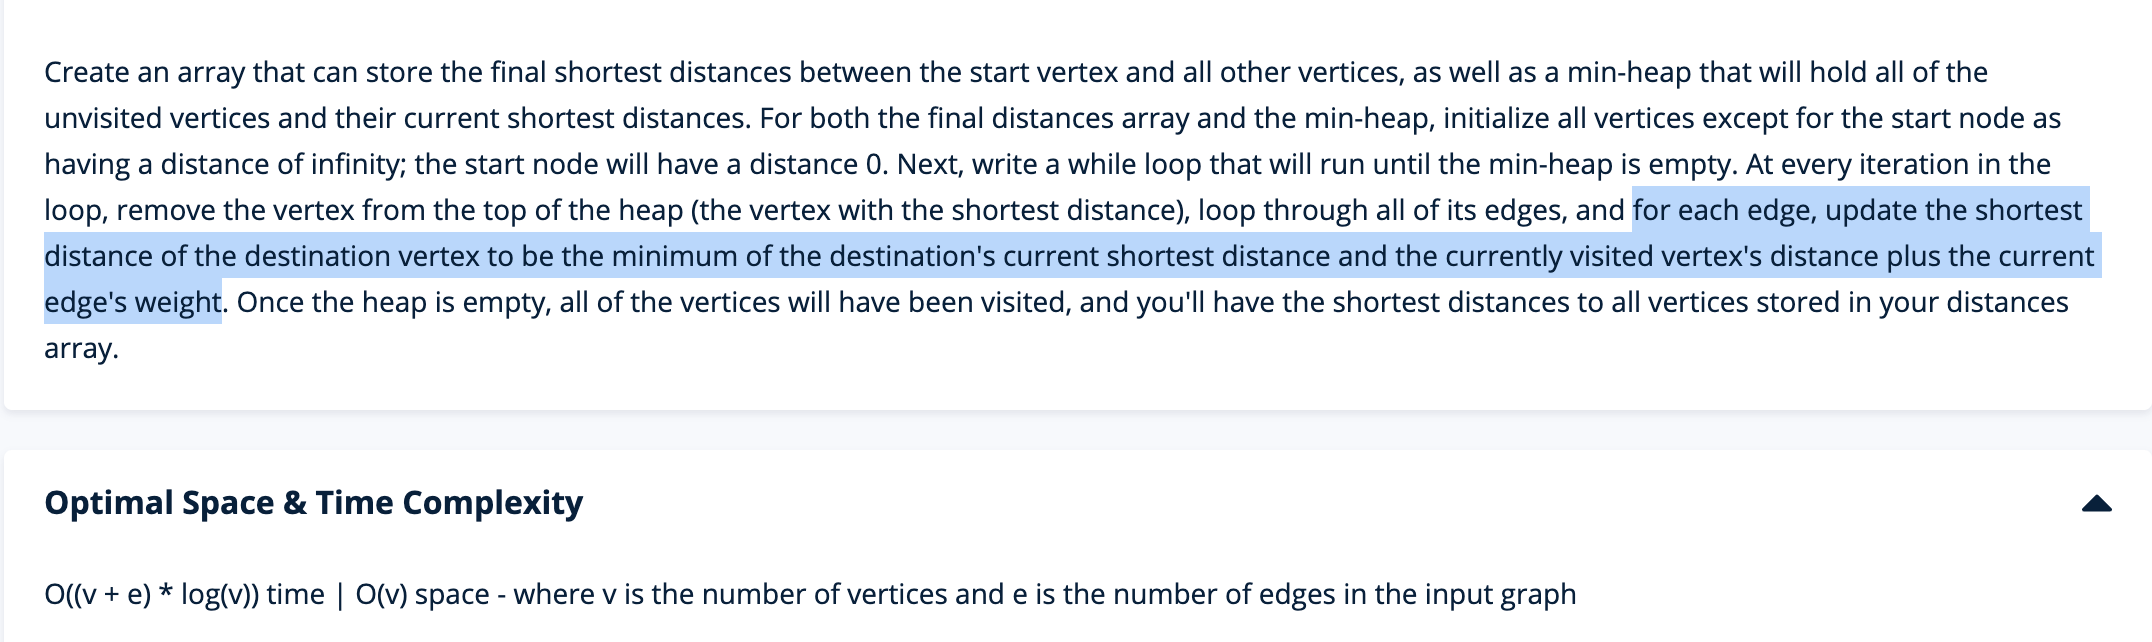 Create an array that can store the final shortest distances between the start vertex and all other vertices, as well as a min-heap that will hold all of the
unvisited vertices and their current shortest distances. For both the final distances array and the min-heap, initialize all vertices except for the start node as
having a distance of infinity; the start node will have a distance 0. Next, write a while loop that will run until the min-heap is empty. At every iteration in the
loop, remove the vertex from the top of the heap (the vertex with the shortest distance), loop through all of its edges, and for each edge, update the shortest
distance of the destination vertex to be the minimum of the destination's current shortest distance and the currently visited vertex's distance plus the current
edge's weight. Once the heap is empty, all of the vertices will have been visited, and you'll have the shortest distances to all vertices stored in your distances
array.
Optimal Space & Time Complexity
O((v + e) * log(v)) time | O(v) space - where v is the number of vertices and e is the number of edges in the input graph